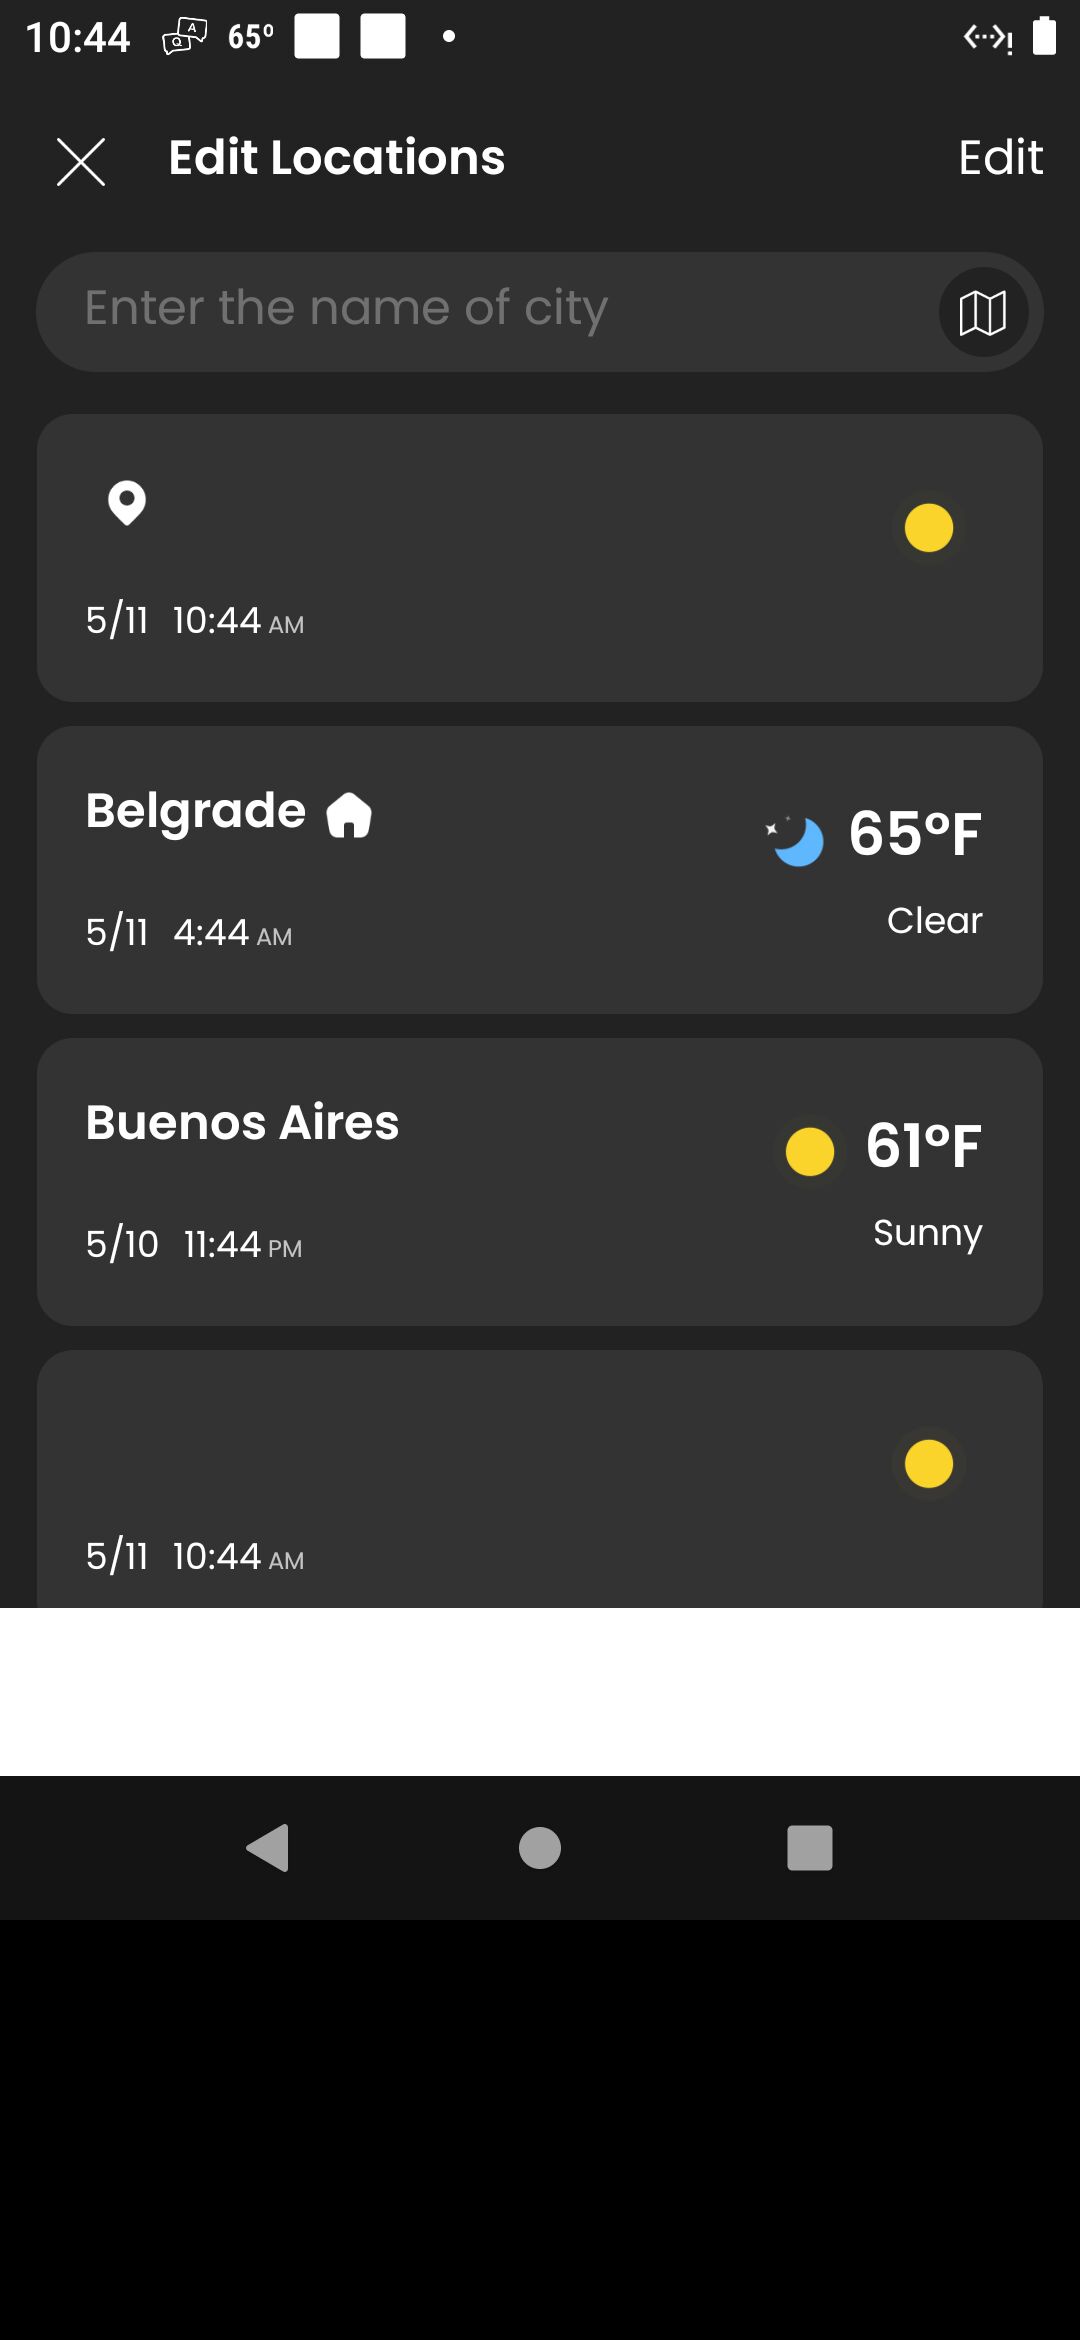 10:44 65°
Edit Locations Edit
Enter the name of city
5/11 10:44 AM
Belgrade
65°F
Clear
5/11 4:44 AM
Buenos Aires
61°F
Sunny
5/10 11:44 PM
5/11 10:44 AM